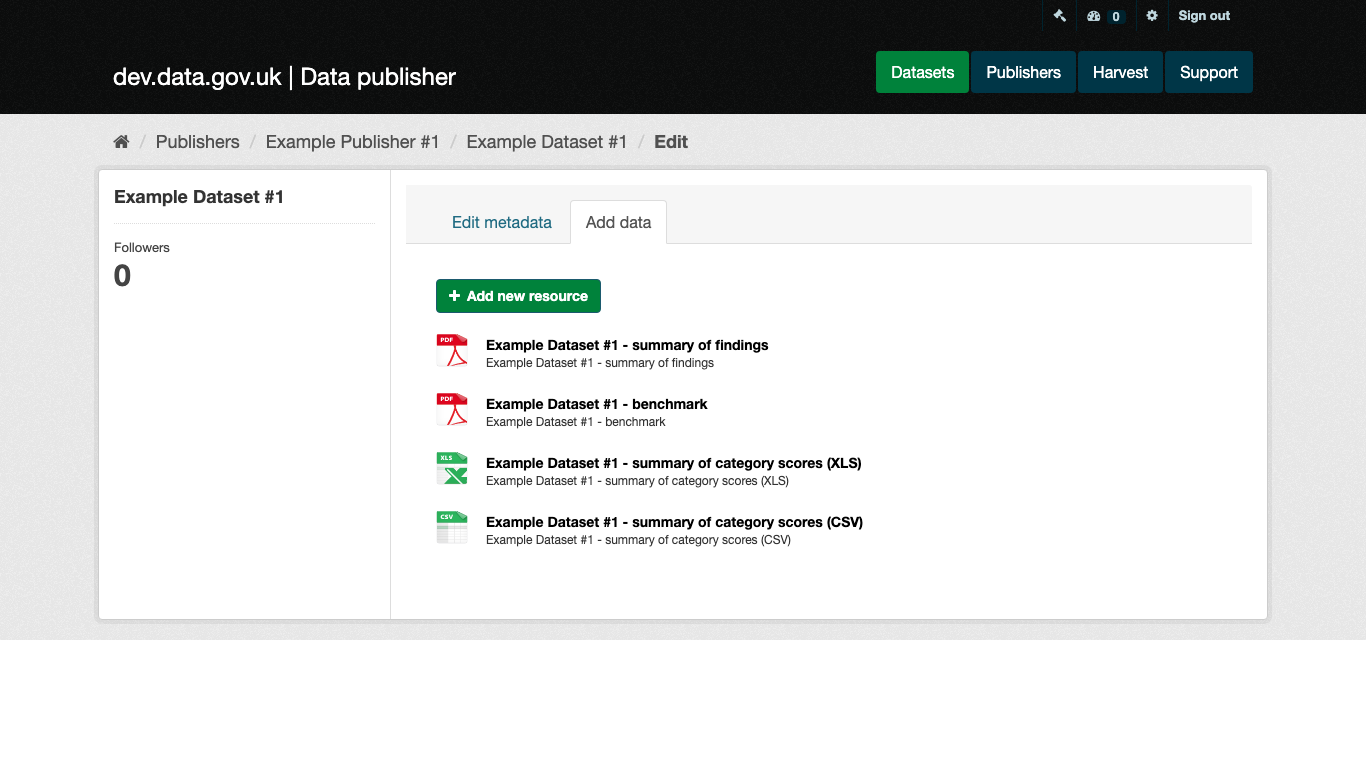 0
Sign out
dev.data.gov.uk | Data publisher
Datasets
Publishers
Harvest
Support
/ Publishers / Example Publisher #1 / Example Dataset #1 / Edit
Example Dataset #1
Followers
0
Edit metadata
Add data
+ Add new resource
PDF
Example Dataset #1 - summary of findings
Example Dataset #1 - summary of findings
PDF
Example Dataset #1 - benchmark
Example Dataset #1 - benchmark
XLS
Example Dataset #1 - summary of category scores (XLS)
Example Dataset #1 - summary of category scores (XLS)
CSV
Example Dataset #1 - summary of category scores (CSV)
Example Dataset #1 - summary of category scores (CSV)